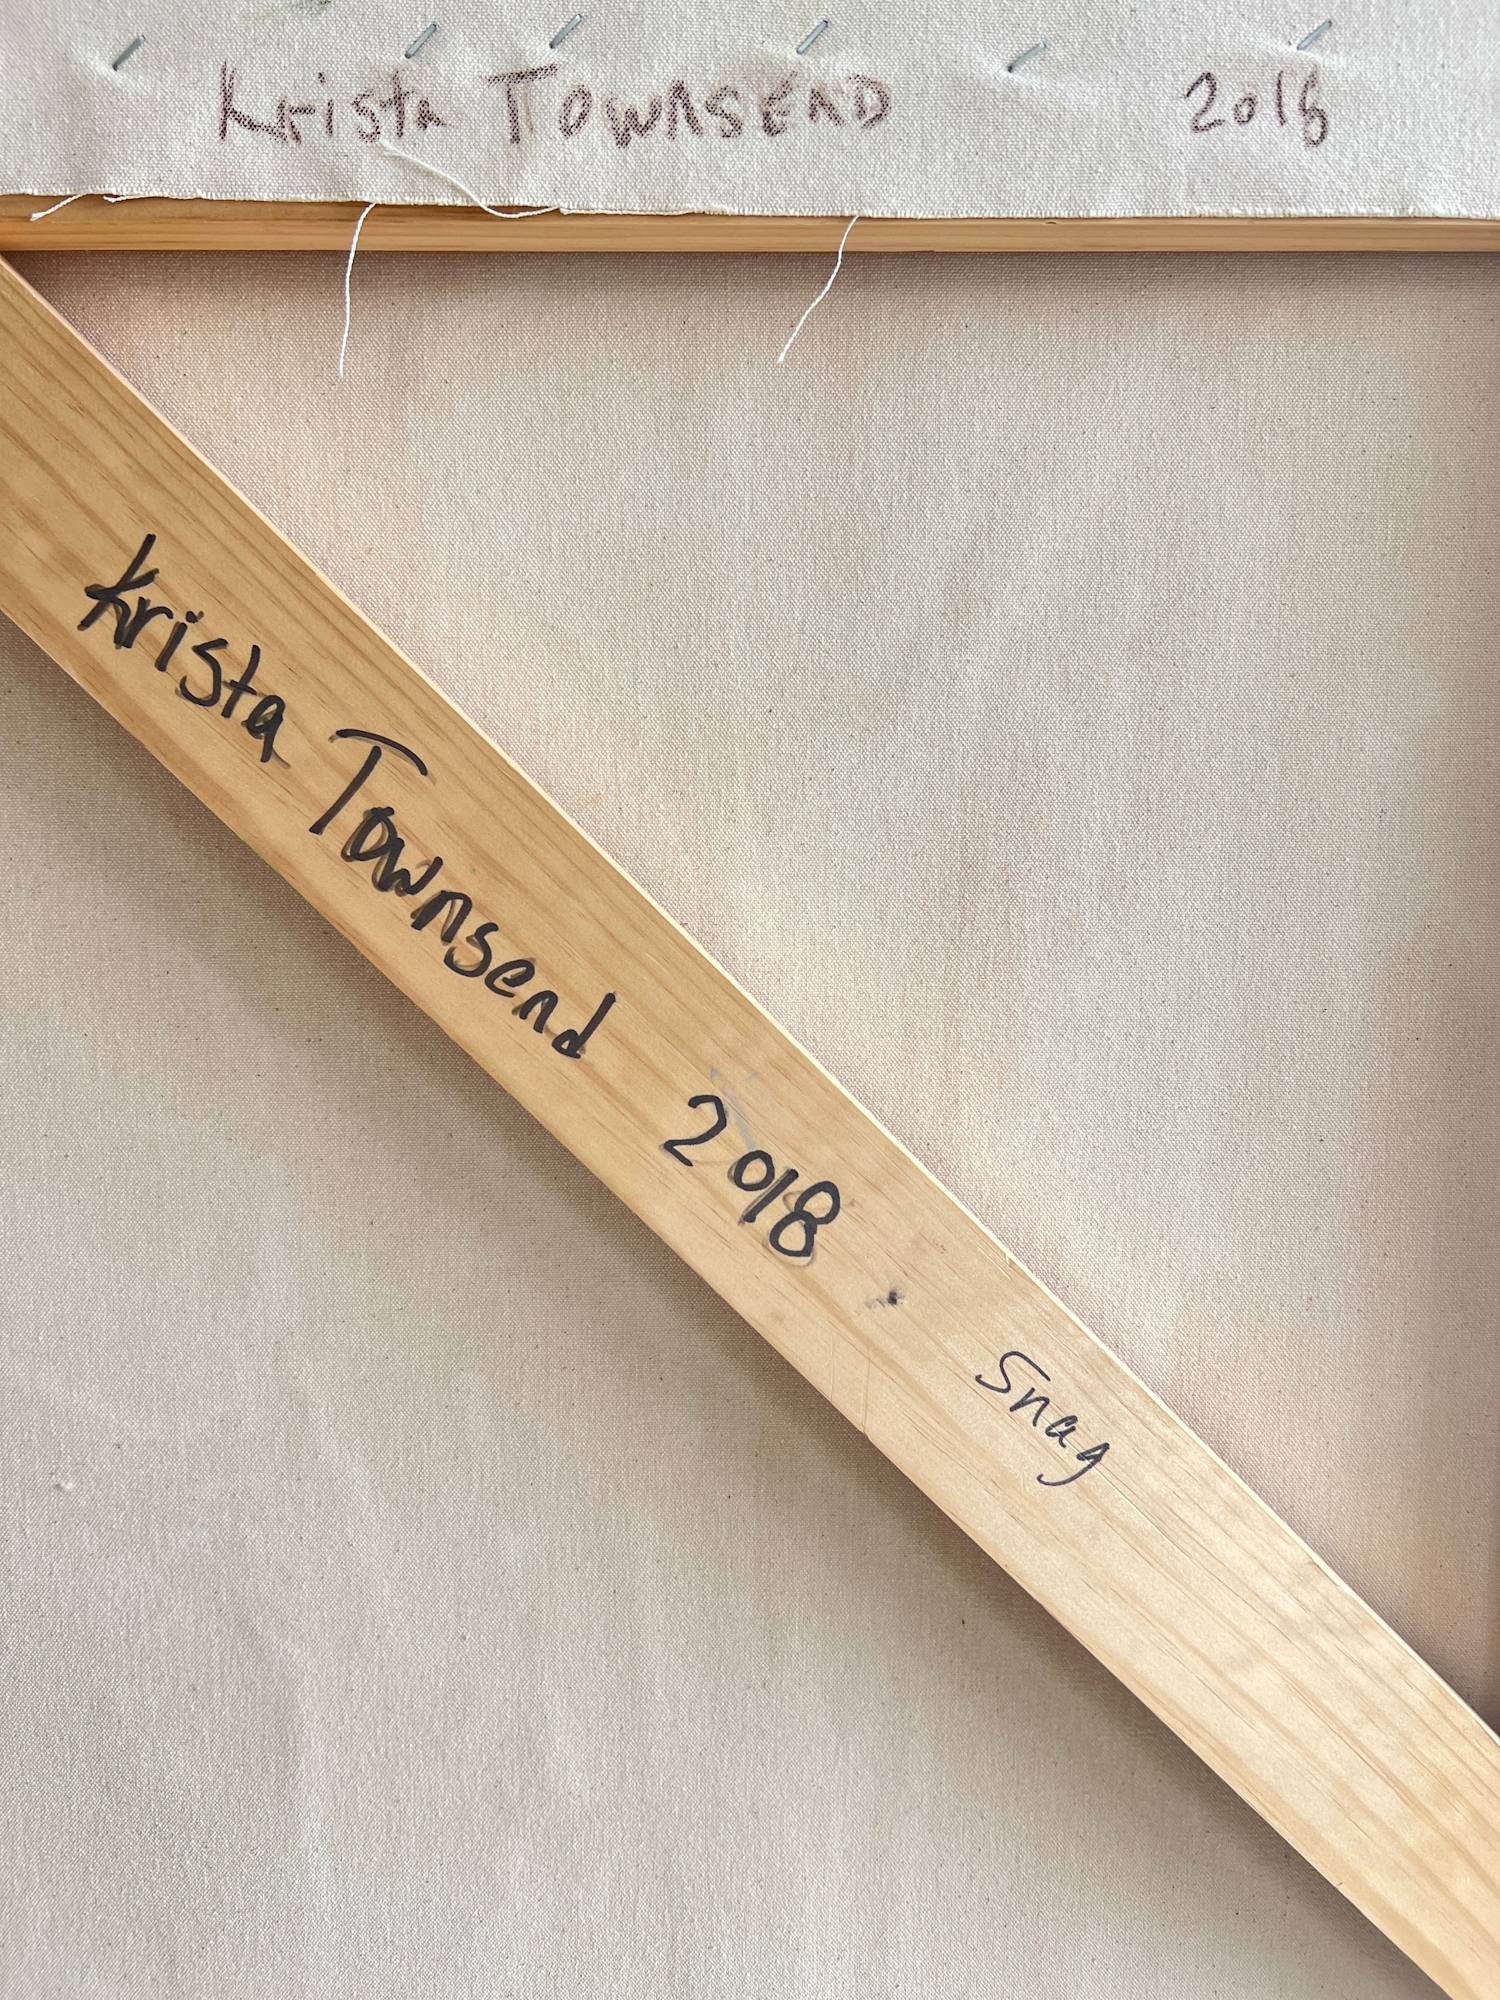 Krista TOWNSEND 2018
Krista Townsend 2018 Snag